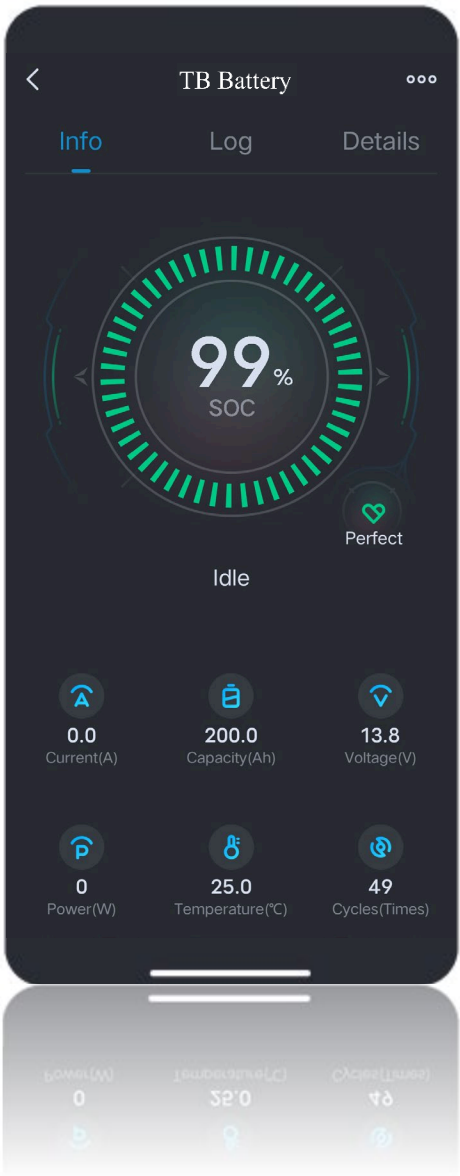 TB Battery
Info Log Details
99%
SOC
Perfect
Idle
0.0 200.0 13.8
Current(A) Capacity(Ah) Voltage(V)
0 25.0 49
Power(W) Temperature(℃) Cycles(Times)